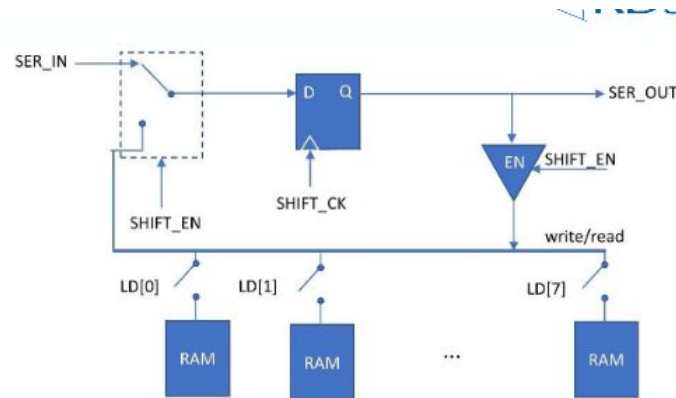 SER_IN
D Q
SER_OUT
EN
SHIFT_EN
SHIFT_CK
SHIFT_EN
write/read
LD[0]
LD[1]
LD[7]
RAM
RAM
...
RAM